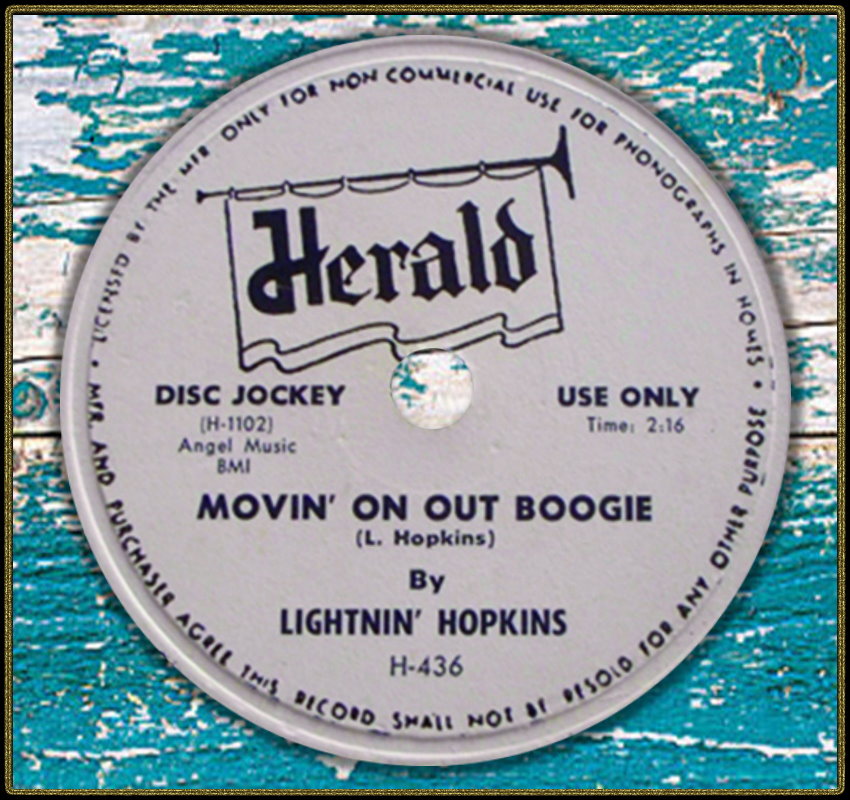 • LICENSED BY THE MFR ONLY FOR NON COMMERCIAL USE FOR PHONOGRAPHS IN HOMES •
Herald
DISC JOCKEY USE ONLY
(H-1102) Time: 2:16
Angel Music
BMI
MOVIN' ON OUT BOOGIE
(L. Hopkins)
By
LIGHTNIN' HOPKINS
H-436
MFR. AND PURCHASER AGREE THIS RECORD SHALL NOT BE RESOLD FOR ANY OTHER PURPOSE